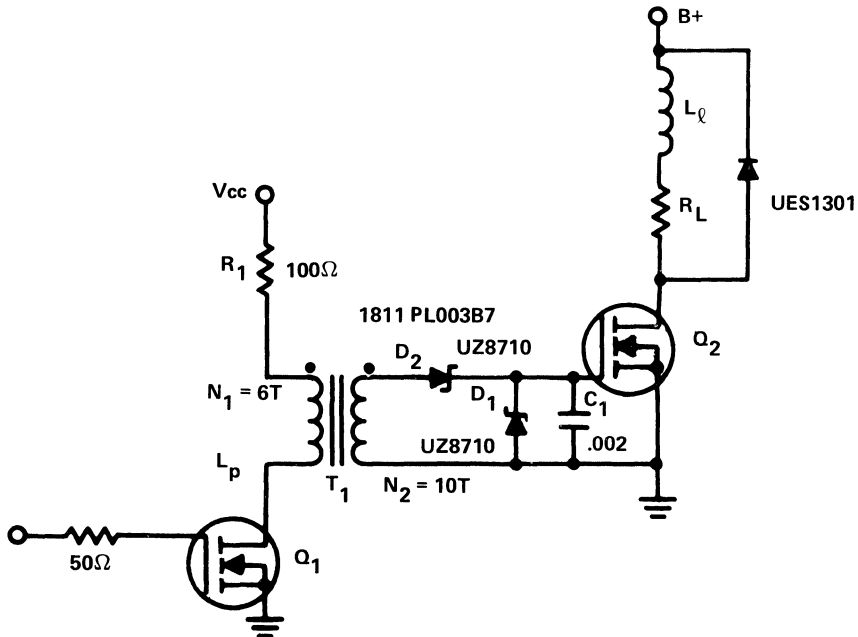 B+
Lℓ
RL
UES1301
Vcc
R1
100Ω
1811 PL003B7
D2
UZ8710
Q2
N1 = 6T
D1
C1
UZ8710
.002
Lp
T1
N2 = 10T
50Ω
Q1